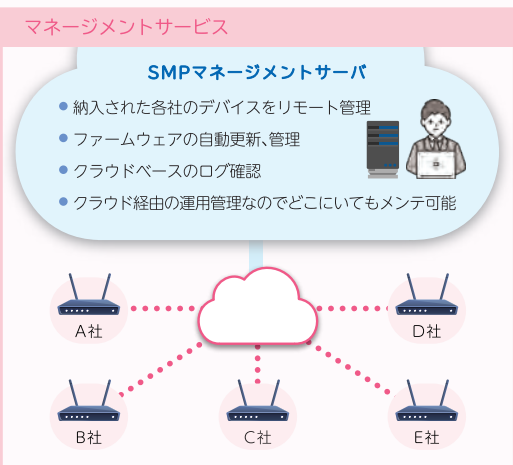 マネージメントサービス
SMPマネージメントサーバ
● 納入された各社のデバイスをリモート管理
● ファームウェアの自動更新、管理
● クラウドベースのログ確認
● クラウド経由の運用管理なのでどこにいてもメンテ可能
A社
D社
B社
C社
E社